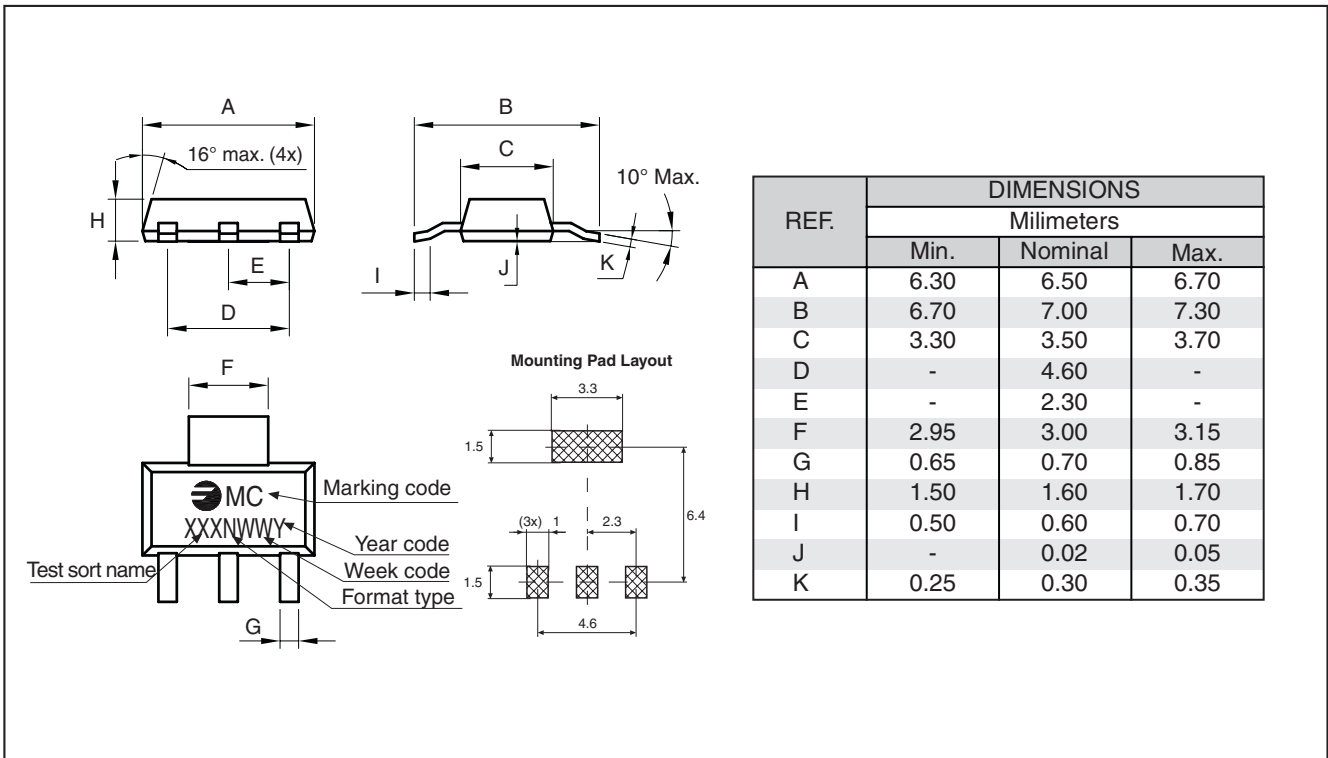 A
16° max. (4x)
H
E
D
B
C
10° Max.
I
J
K
F
MC
XXXNWWY
Marking code
Year code
Week code
Format type
Test sort name
G
Mounting Pad Layout
3.3
1.5
6.4
(3x) 1
2.3
1.5
4.6
REF. DIMENSIONS
Milimeters
Min. Nominal Max.
A 6.30 6.50 6.70
B 6.70 7.00 7.30
C 3.30 3.50 3.70
D - 4.60 -
E - 2.30 -
F 2.95 3.00 3.15
G 0.65 0.70 0.85
H 1.50 1.60 1.70
I 0.50 0.60 0.70
J - 0.02 0.05
K 0.25 0.30 0.35